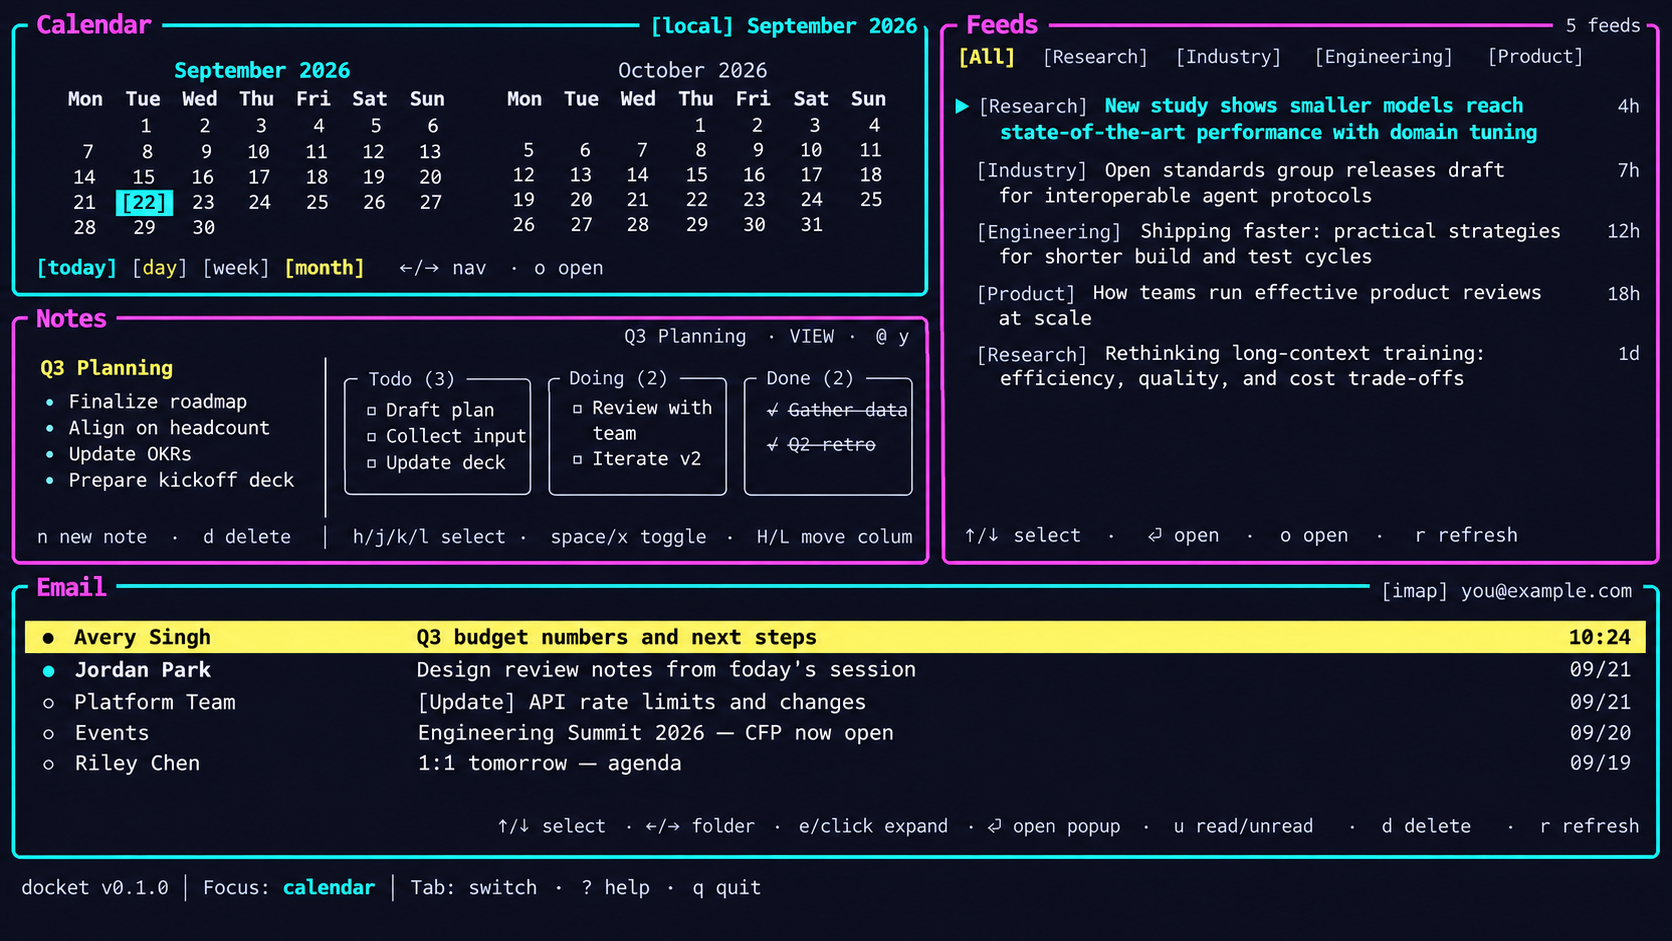 Calendar [local] September 2026
September 2026 October 2026
Mon Tue Wed Thu Fri Sat Sun Mon Tue Wed Thu Fri Sat Sun
1 2 3 4 5 6 1 2 3 4
7 8 9 10 11 12 13 5 6 7 8 9 10 11
14 15 16 17 18 19 20 12 13 14 15 16 17 18
21 [22] 23 24 25 26 27 19 20 21 22 23 24 25
28 29 30 26 27 28 29 30 31
[today] [day] [week] [month] ←/→ nav · o open
Notes
Q3 Planning · VIEW · @ y
Q3 Planning
• Finalize roadmap
• Align on headcount
• Update OKRs
• Prepare kickoff deck
Todo (3)
□ Draft plan
□ Collect input
□ Update deck
Doing (2)
□ Review with
team
□ Iterate v2
Done (2)
√ Gather data
√ Q2 retro
n new note · d delete │ h/j/k/l select · space/x toggle · H/L move colum
Feeds 5 feeds
[All] [Research] [Industry] [Engineering] [Product]
▶ [Research] New study shows smaller models reach 4h
state-of-the-art performance with domain tuning
[Industry] Open standards group releases draft 7h
for interoperable agent protocols
[Engineering] Shipping faster: practical strategies 12h
for shorter build and test cycles
[Product] How teams run effective product reviews 18h
at scale
[Research] Rethinking long-context training: 1d
efficiency, quality, and cost trade-offs
↑/↓ select · ⏎ open · o open · r refresh
Email [imap] you@example.com
● Avery Singh Q3 budget numbers and next steps 10:24
● Jordan Park Design review notes from today's session 09/21
○ Platform Team [Update] API rate limits and changes 09/21
○ Events Engineering Summit 2026 — CFP now open 09/20
○ Riley Chen 1:1 tomorrow — agenda 09/19
↑/↓ select · ←/→ folder · e/click expand · ⏎ open popup · u read/unread · d delete · r refresh
docket v0.1.0 │ Focus: calendar │ Tab: switch · ? help · q quit